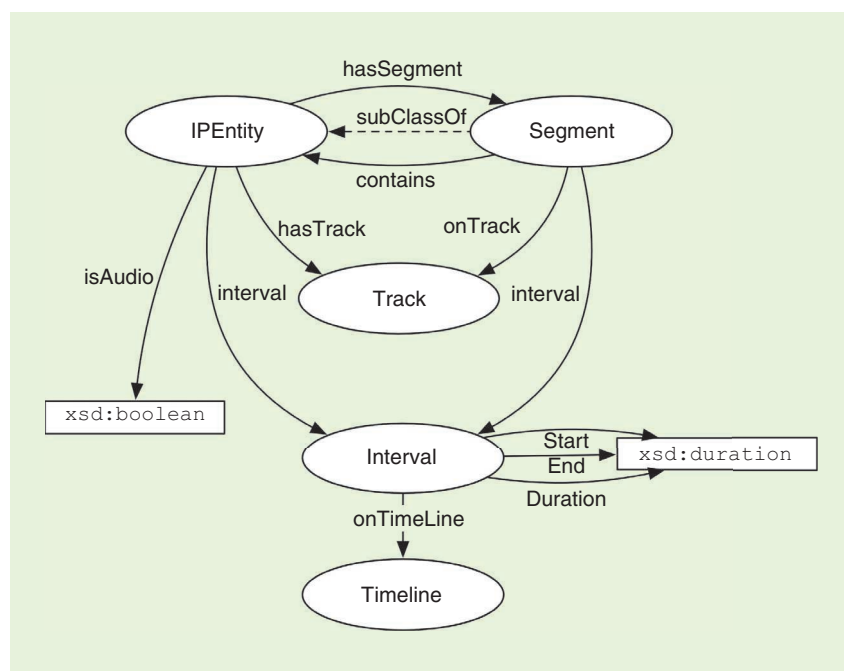 hasSegment
IPEntity
subClassOf
Segment
contains
hasTrack
onTrack
isAudio
interval
Track
interval
xsd:boolean
Interval
Start
xsd:duration
End
Duration
onTimeLine
Timeline